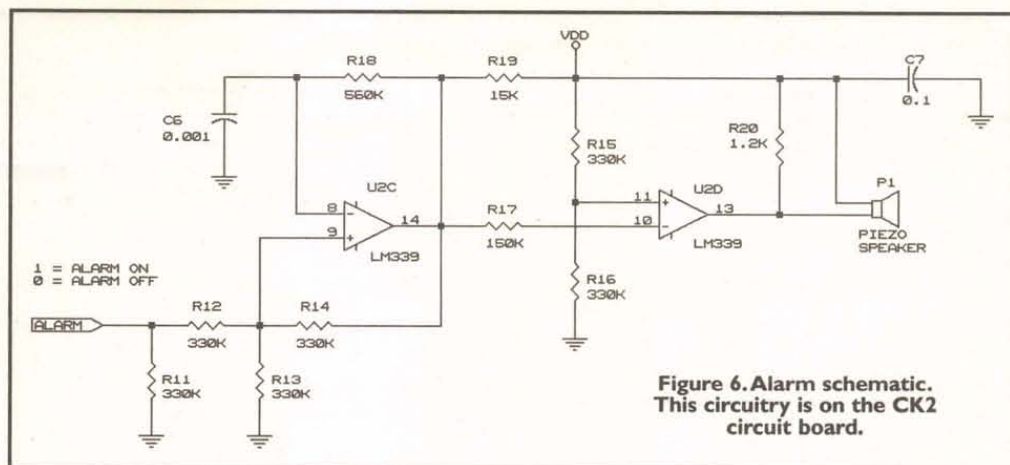 VDD
R18
560K
R19
15K
C7
0.1
C6
0.001
R15
330K
R20
1.2K
U2C
8
-
9
+
14
LM339
R17
150K
U2D
11
+
10
-
13
LM339
P1
PIEZO
SPEAKER
1 = ALARM ON
0 = ALARM OFF
R12
330K
R14
330K
R16
330K
ALARM
R11
330K
R13
330K
Figure 6. Alarm schematic.
This circuitry is on the CK2
circuit board.